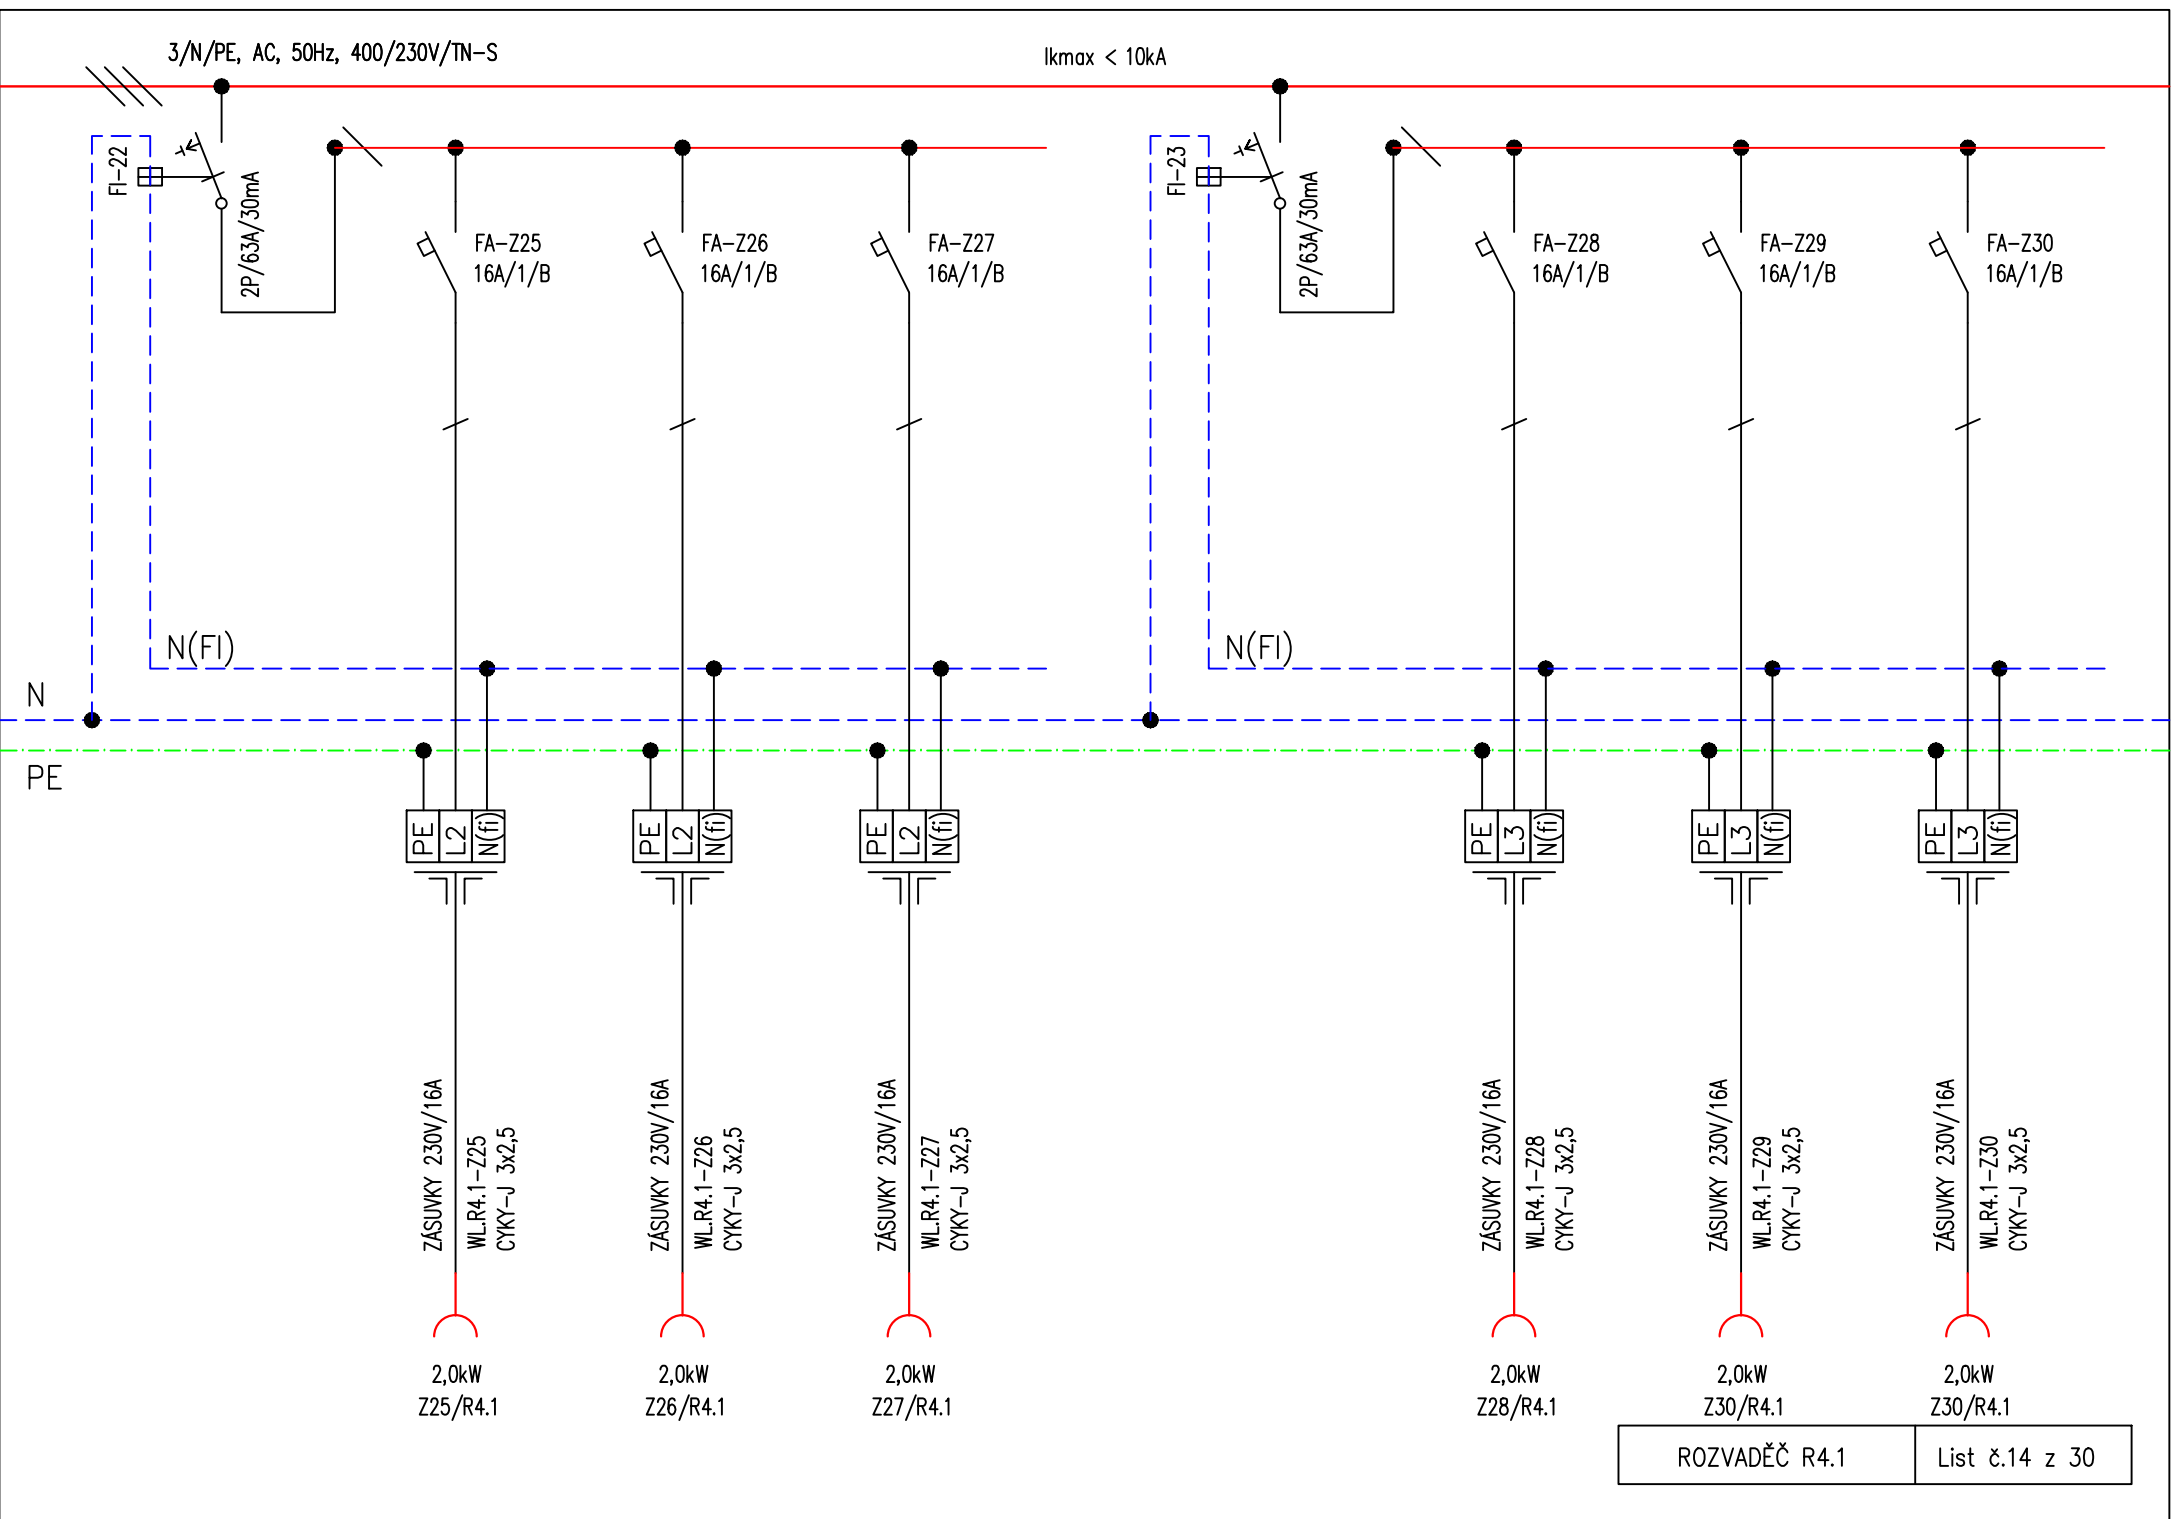 3/N/PE, AC, 50Hz, 400/230V/TN-S
Ikmax < 10kA
FI-22
2P/63A/30mA
FA-Z25
16A/1/B
FA-Z26
16A/1/B
FA-Z27
16A/1/B
FI-23
2P/63A/30mA
FA-Z28
16A/1/B
FA-Z29
16A/1/B
FA-Z30
16A/1/B
N(FI)
N(FI)
N
PE
PE
L2
N(fi)
PE
L2
N(fi)
PE
L2
N(fi)
PE
L3
N(fi)
PE
L3
N(fi)
PE
L3
N(fi)
ZÁSUVKY 230V/16A
WL.R4.1-Z25
CYKY-J 3x2,5
ZÁSUVKY 230V/16A
WL.R4.1-Z26
CYKY-J 3x2,5
ZÁSUVKY 230V/16A
WL.R4.1-Z27
CYKY-J 3x2,5
ZÁSUVKY 230V/16A
WL.R4.1-Z28
CYKY-J 3x2,5
ZÁSUVKY 230V/16A
WL.R4.1-Z29
CYKY-J 3x2,5
ZÁSUVKY 230V/16A
WL.R4.1-Z30
CYKY-J 3x2,5
2,0kW
Z25/R4.1
2,0kW
Z26/R4.1
2,0kW
Z27/R4.1
2,0kW
Z28/R4.1
2,0kW
Z30/R4.1
2,0kW
Z30/R4.1
ROZVADĚČ R4.1
List č.14 z 30